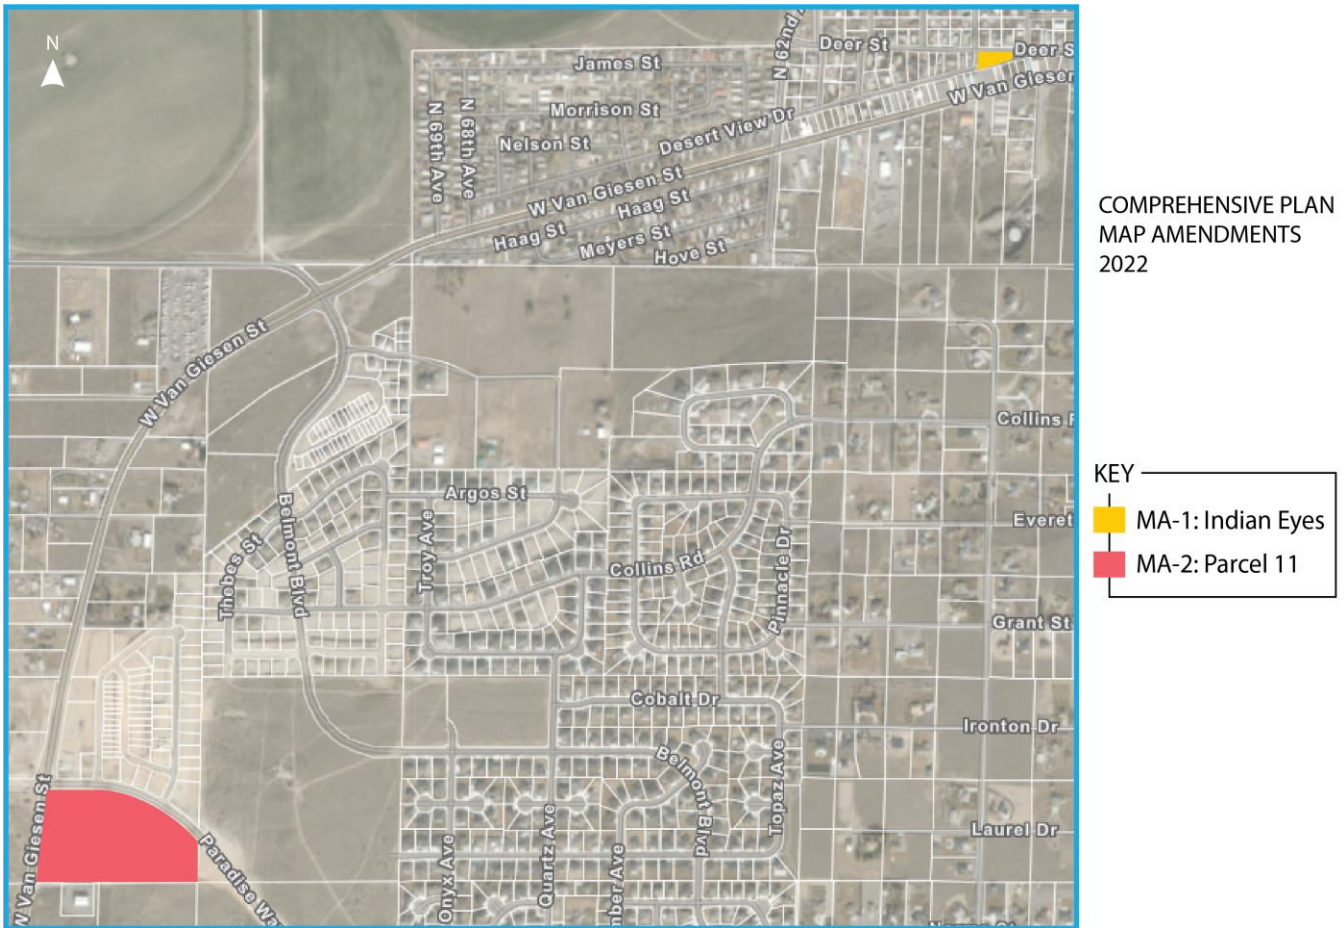 N
N 62nd
Deer St
Deer S
James St
W Van Giesen
N 69th Ave
N 68th Ave
Morrison St
Desert View Dr
Nelson St
W Van Giesen St
Haag St
Haag St
Meyers St
Hove St
COMPREHENSIVE PLAN
MAP AMENDMENTS
2022
W Van Giesen St
Collins R
KEY
MA-1: Indian Eyes
MA-2: Parcel 11
Argos St
Belmont Blvd
Troy Ave
Everet
Thebes St
Collins Rd
Pinnacle Dr
Grant St
Cobalt Dr
Ironton Dr
Belmont Blvd
Topaz Ave
W Van Giesen St
Paradise Wa
Onyx Ave
Quartz Ave
mber Ave
Laurel Dr